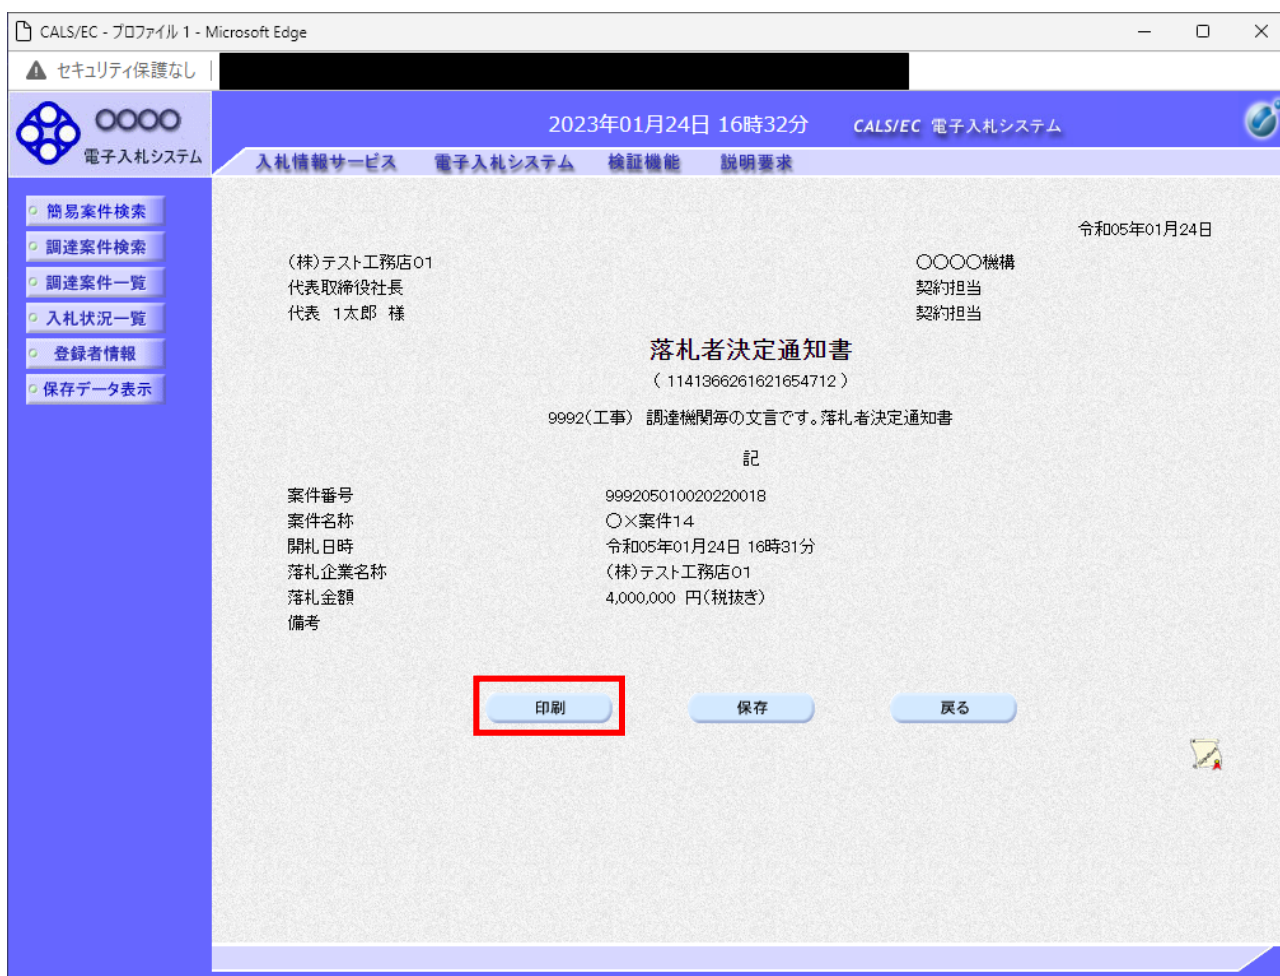 CALS/EC - プロファイル 1 - Microsoft Edge
セキュリティ保護なし
〇〇〇〇
電子入札システム
2023年01月24日 16時32分
CALS/EC 電子入札システム
入札情報サービス 電子入札システム 検証機能 説明要求
簡易案件検索
調達案件検索
調達案件一覧
入札状況一覧
登録者情報
保存データ表示
令和05年01月24日
(株)テスト工務店01
代表取締役社長
代表 1太郎 様
〇〇〇〇機構
契約担当
契約担当
落札者決定通知書
( 1141366261621654712 )
9992(工事) 調達機関毎の文言です。落札者決定通知書
記
案件番号 999205010020220018
案件名称 〇×案件14
開札日時 令和05年01月24日 16時31分
落札企業名称 (株)テスト工務店01
落札金額 4,000,000 円(税抜き)
備考
印刷 保存 戻る